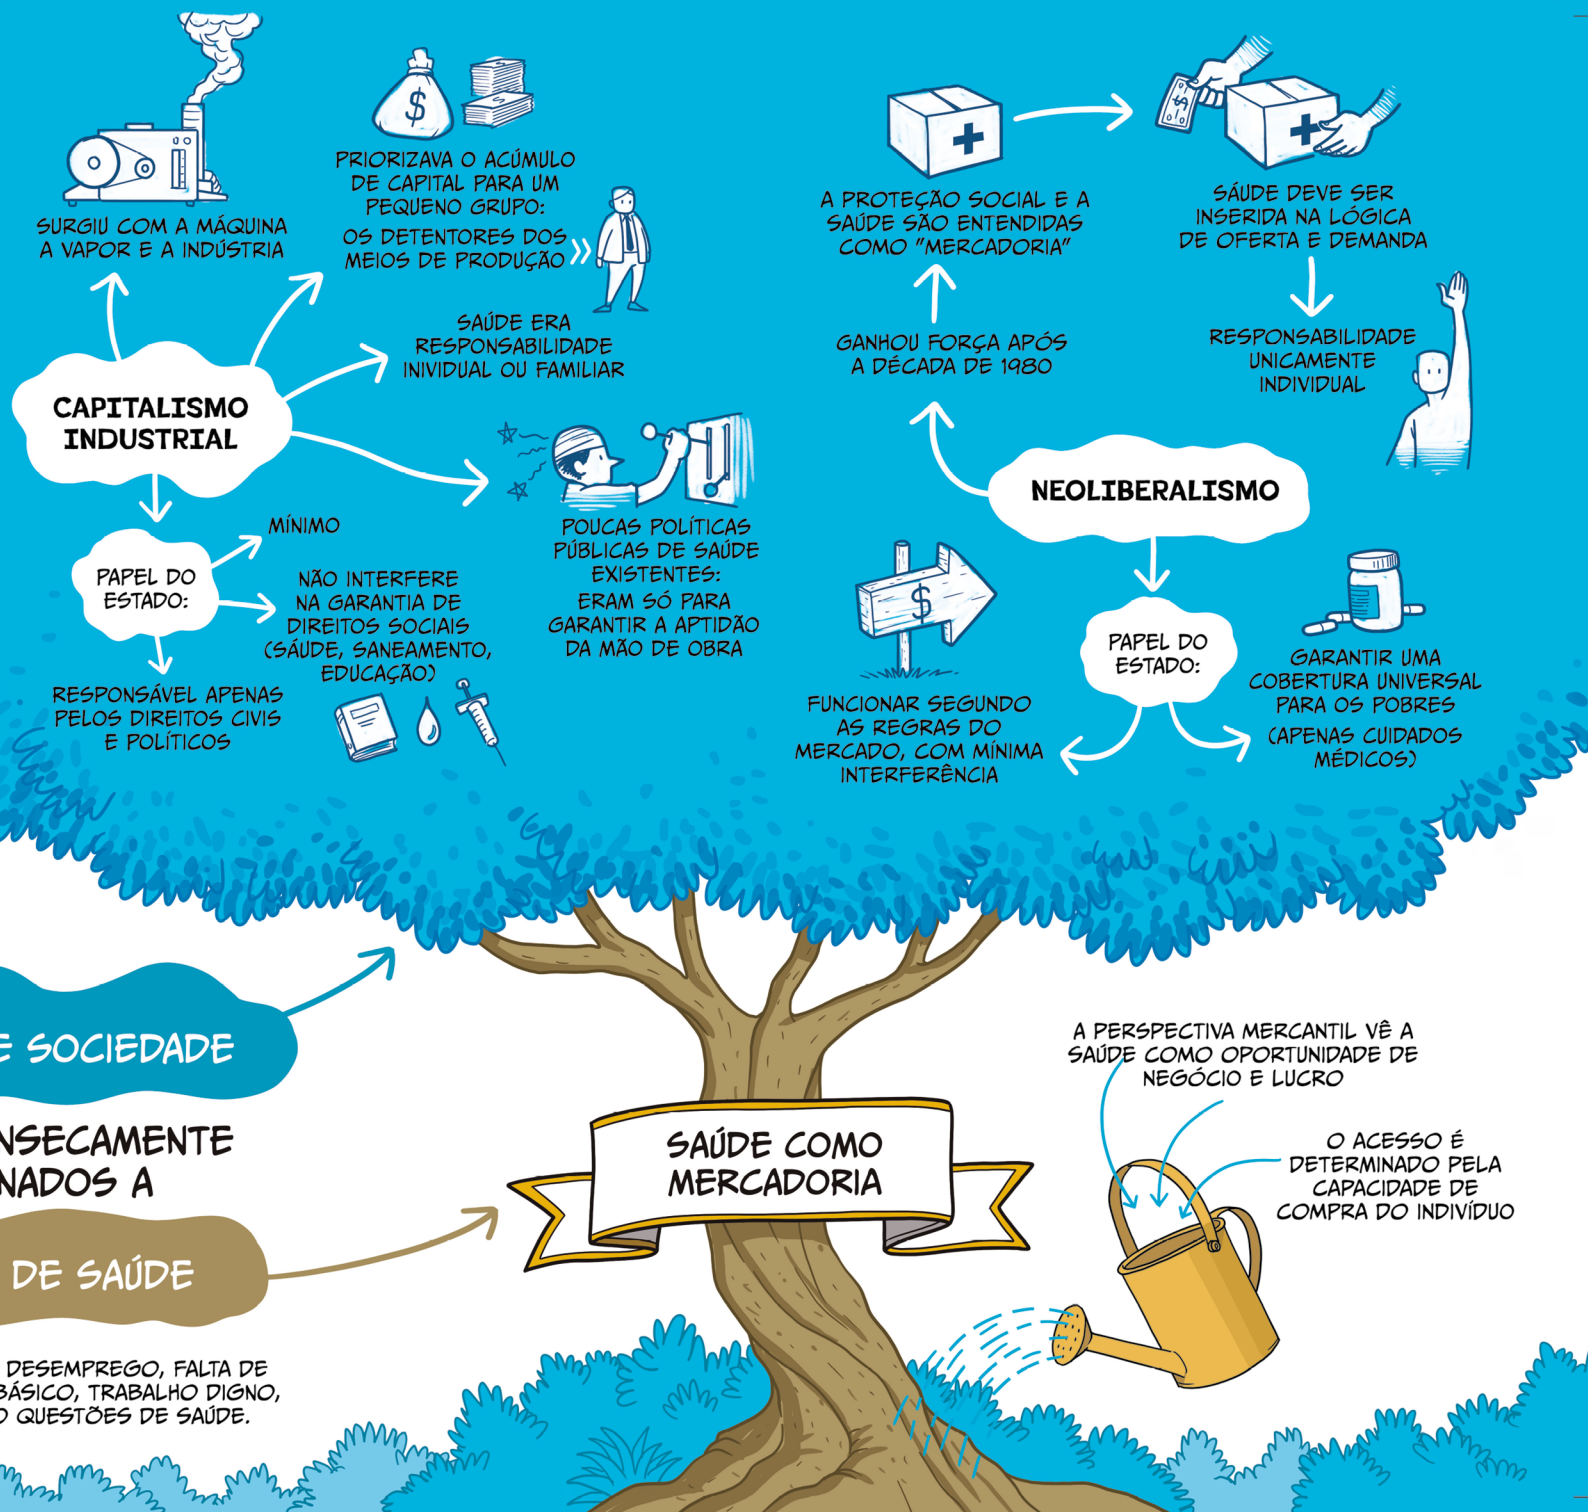 SURGIU COM A MÁQUINA
A VAPOR E A INDÚSTRIA
$
PRIORIZAVA O ACÚMULO
DE CAPITAL PARA UM
PEQUENO GRUPO:
OS DETENTORES DOS
MEIOS DE PRODUÇÃO
SAÚDE ERA
RESPONSABILIDADE
INIVIDUAL OU FAMILIAR
CAPITALISMO
INDUSTRIAL
POUCAS POLÍTICAS
PÚBLICAS DE SAÚDE
EXISTENTES:
ERAM SÓ PARA
GARANTIR A APTIDÃO
DA MÃO DE OBRA
PAPEL DO
ESTADO:
MÍNIMO
NÃO INTERFERE
NA GARANTIA DE
DIREITOS SOCIAIS
(SÁUDE, SANEAMENTO,
EDUCAÇÃO)
RESPONSÁVEL APENAS
PELOS DIREITOS CIVIS
E POLÍTICOS
A PROTEÇÃO SOCIAL E A
SAÚDE SÃO ENTENDIDAS
COMO "MERCADORIA"
$
SÁUDE DEVE SER
INSERIDA NA LÓGICA
DE OFERTA E DEMANDA
GANHOU FORÇA APÓS
A DÉCADA DE 1980
RESPONSABILIDADE
UNICAMENTE
INDIVIDUAL
NEOLIBERALISMO
PAPEL DO
ESTADO:
$
FUNCIONAR SEGUNDO
AS REGRAS DO
MERCADO, COM MÍNIMA
INTERFERÊNCIA
GARANTIR UMA
COBERTURA UNIVERSAL
PARA OS POBRES
(APENAS CUIDADOS
MÉDICOS)
E SOCIEDADE
NSECAMENTE
NADOS A
DE SAÚDE
DESEMPREGO, FALTA DE
BÁSICO, TRABALHO DIGNO,
O QUESTÕES DE SAÚDE.
SAÚDE COMO
MERCADORIA
A PERSPECTIVA MERCANTIL VÊ A
SAÚDE COMO OPORTUNIDADE DE
NEGÓCIO E LUCRO
O ACESSO É
DETERMINADO PELA
CAPACIDADE DE
COMPRA DO INDIVÍDUO